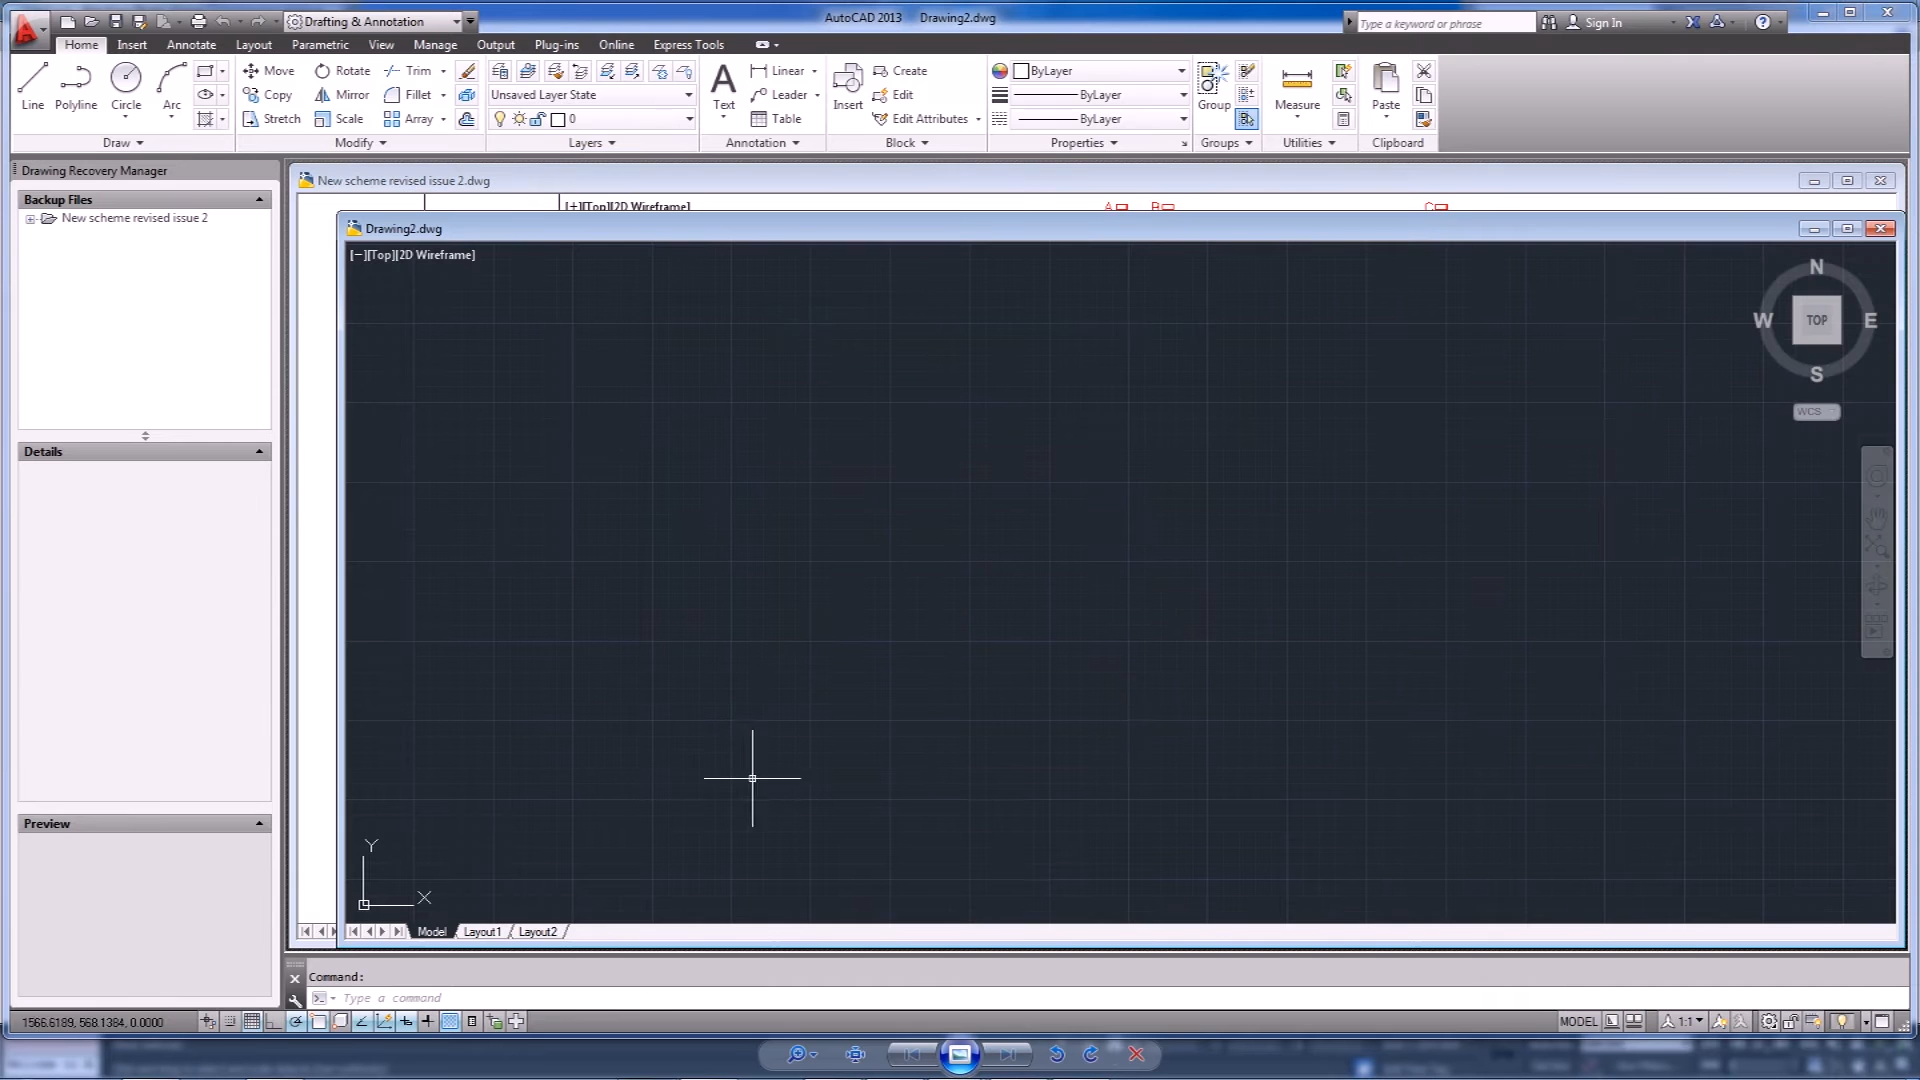 Drafting & Annotation
AutoCAD 2013 Drawing2.dwg
Type a keyword or phrase
Sign In
Home Insert Annotate Layout Parametric View Manage Output Plug-ins Online Express Tools
Line Polyline Circle Arc
Move Rotate Trim
Copy Mirror Fillet
Stretch Scale Array
Unsaved Layer State
0
Text
Linear
Leader
Table
Insert
Create
Edit
Edit Attributes
ByLayer
ByLayer
ByLayer
Group
Measure
Paste
Draw Modify Layers Annotation Block Properties Groups Utilities Clipboard
Drawing Recovery Manager
Backup Files
New scheme revised issue 2
Details
Preview
New scheme revised issue 2.dwg
[+][Top][2D Wireframe]
A B C
Drawing2.dwg
[−][Top][2D Wireframe]
N
W TOP E
S
WCS
Y
X
Model Layout1 Layout2
Command:
Type a command
1566.6189, 568.1384, 0.0000
MODEL
1:1